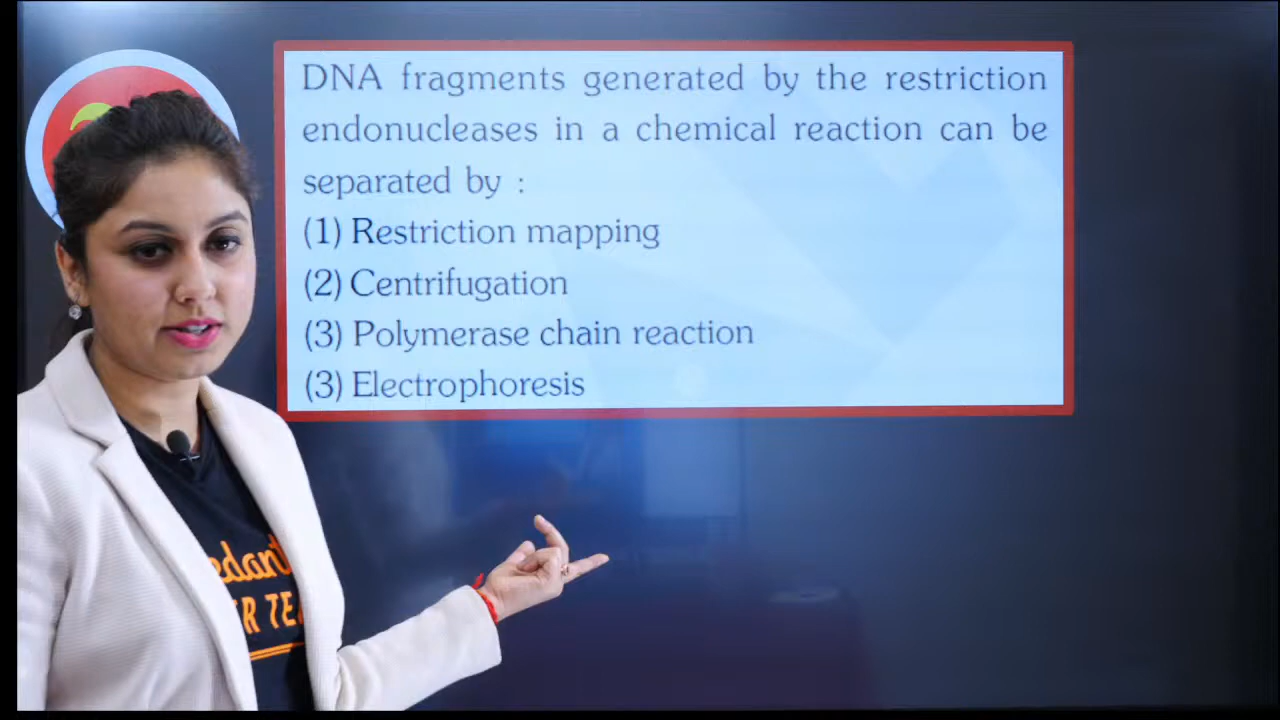 DNA fragments generated by the restriction
endonucleases in a chemical reaction can be
separated by :
(1) Restriction mapping
(2) Centrifugation
(3) Polymerase chain reaction
(3) Electrophoresis